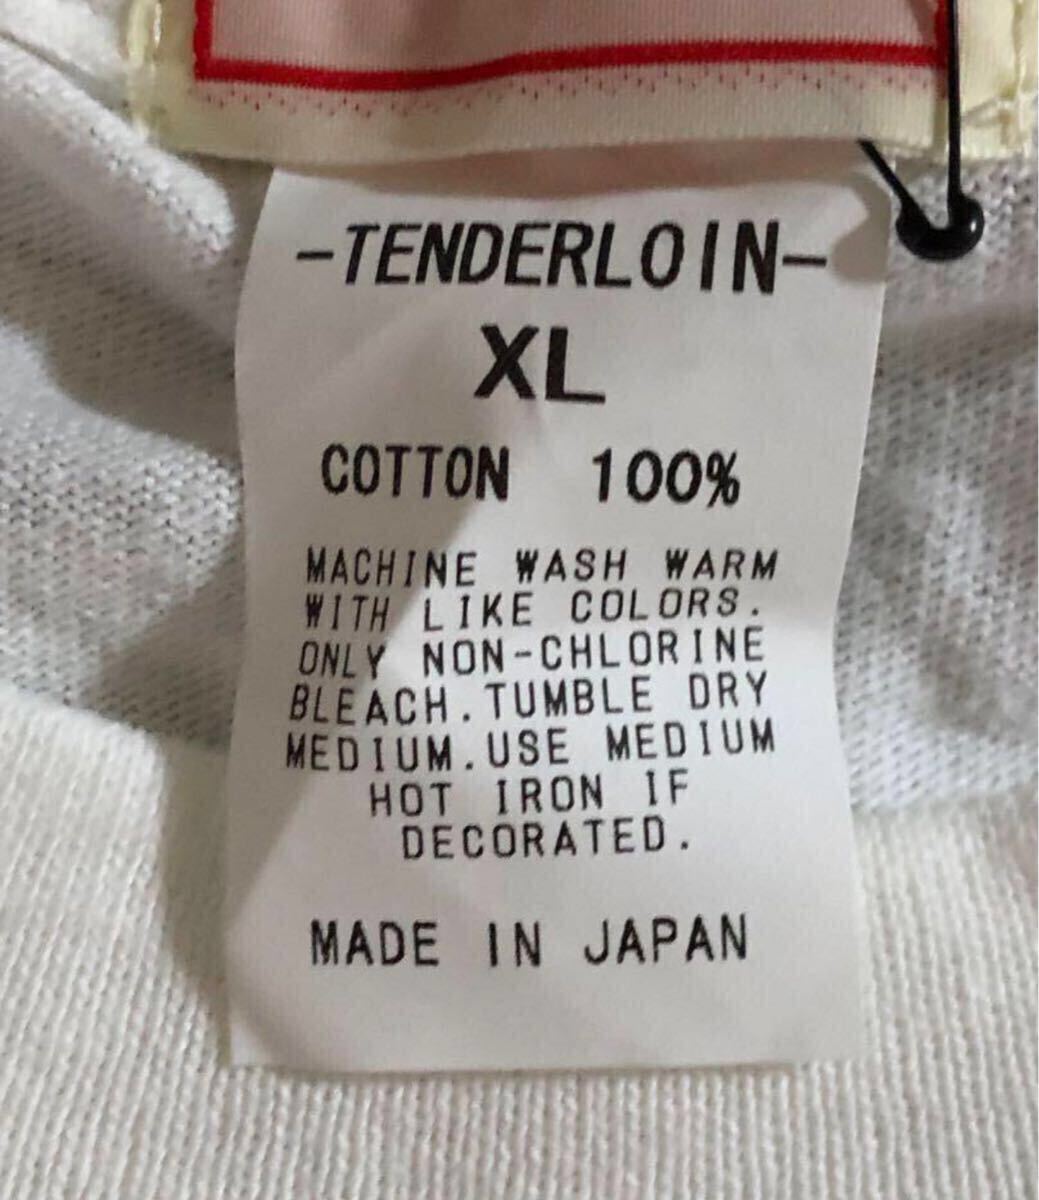 -TENDERLOIN-
XL
COTTON 100%
MACHINE WASH WARM
WITH LIKE COLORS.
ONLY NON-CHLORINE
BLEACH.TUMBLE DRY
MEDIUM.USE MEDIUM
HOT IRON IF
DECORATED.
MADE IN JAPAN